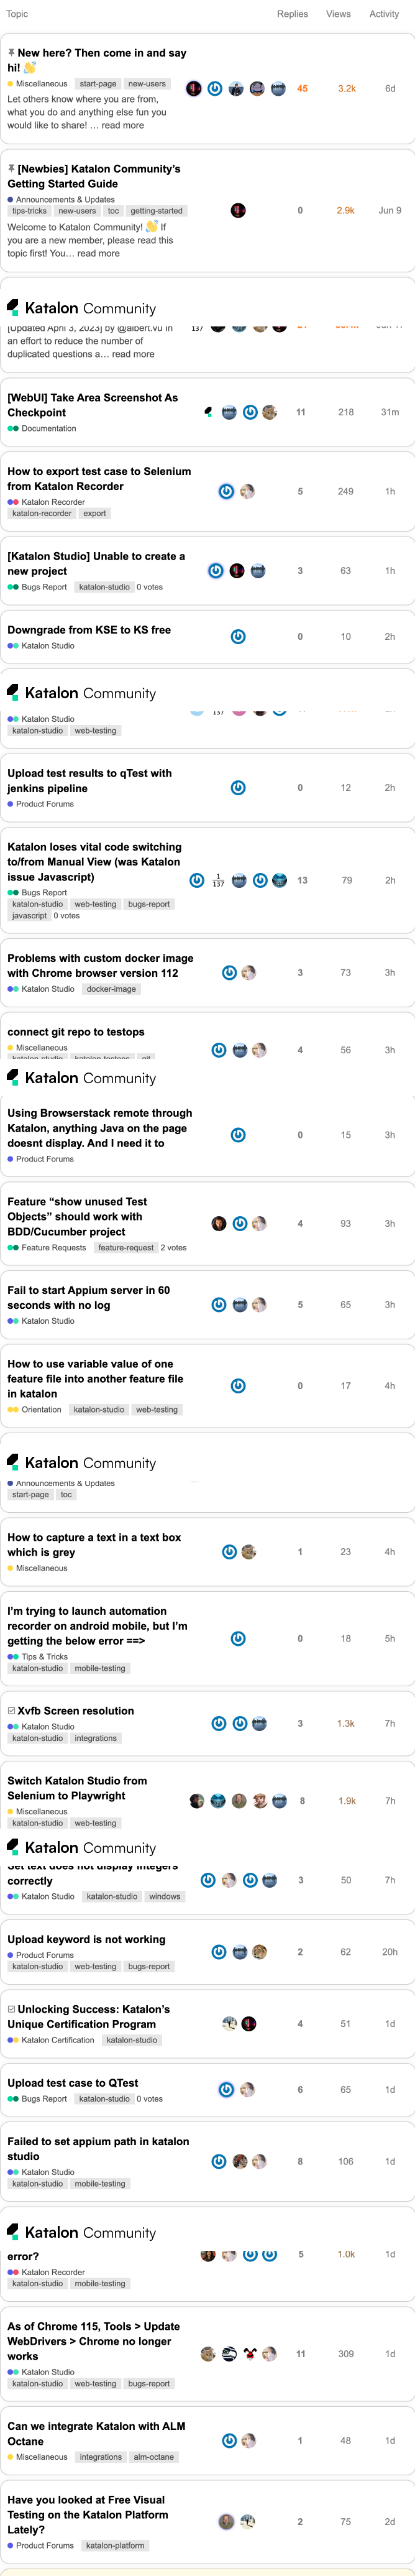 Topic Replies Views Activity
New here? Then come in and say
hi! 👋
Miscellaneous start-page new-users
Let others know where you are from,
what you do and anything else fun you
would like to share! … read more
45 3.2k 6d
[Newbies] Katalon Community’s
Getting Started Guide
Announcements & Updates
tips-tricks new-users toc getting-started
Welcome to Katalon Community! 👋 If
you are a new member, please read this
topic first! You… read more
0 2.9k Jun 9
Katalon Community
[Updated April 3, 2023] by @albert.vu In
an effort to reduce the number of
duplicated questions a… read more
137
[WebUI] Take Area Screenshot As
Checkpoint
Documentation
11 218 31m
How to export test case to Selenium
from Katalon Recorder
Katalon Recorder
katalon-recorder export
5 249 1h
[Katalon Studio] Unable to create a
new project
Bugs Report katalon-studio 0 votes
3 63 1h
Downgrade from KSE to KS free
Katalon Studio
0 10 2h
Katalon Community
Katalon Studio
katalon-studio web-testing
137
Upload test results to qTest with
jenkins pipeline
Product Forums
0 12 2h
Katalon loses vital code switching
to/from Manual View (was Katalon
issue Javascript)
Bugs Report
katalon-studio web-testing bugs-report
javascript 0 votes
1
137
13 79 2h
Problems with custom docker image
with Chrome browser version 112
Katalon Studio docker-image
3 73 3h
connect git repo to testops
Miscellaneous
katalon-studio katalon-testops git
4 56 3h
Katalon Community
Using Browserstack remote through
Katalon, anything Java on the page
doesnt display. And I need it to
Product Forums
0 15 3h
Feature “show unused Test
Objects” should work with
BDD/Cucumber project
Feature Requests feature-request 2 votes
4 93 3h
Fail to start Appium server in 60
seconds with no log
Katalon Studio
5 65 3h
How to use variable value of one
feature file into another feature file
in katalon
Orientation katalon-studio web-testing
0 17 4h
Katalon Community
Announcements & Updates
start-page toc
How to capture a text in a text box
which is grey
Miscellaneous
1 23 4h
I’m trying to launch automation
recorder on android mobile, but I’m
getting the below error ==>
Tips & Tricks
katalon-studio mobile-testing
0 18 5h
Xvfb Screen resolution
Katalon Studio
katalon-studio integrations
3 1.3k 7h
Switch Katalon Studio from
Selenium to Playwright
Miscellaneous
katalon-studio web-testing
8 1.9k 7h
Katalon Community
Set text does not display integers
correctly
Katalon Studio katalon-studio windows
3 50 7h
Upload keyword is not working
Product Forums
katalon-studio web-testing bugs-report
2 62 20h
Unlocking Success: Katalon’s
Unique Certification Program
Katalon Certification katalon-studio
4 51 1d
Upload test case to QTest
Bugs Report katalon-studio 0 votes
6 65 1d
Failed to set appium path in katalon
studio
Katalon Studio
katalon-studio mobile-testing
8 106 1d
Katalon Community
error?
Katalon Recorder
katalon-studio mobile-testing
5 1.0k 1d
As of Chrome 115, Tools > Update
WebDrivers > Chrome no longer
works
Katalon Studio
katalon-studio web-testing bugs-report
11 309 1d
Can we integrate Katalon with ALM
Octane
Miscellaneous integrations alm-octane
1 48 1d
Have you looked at Free Visual
Testing on the Katalon Platform
Lately?
Product Forums katalon-platform
2 75 2d